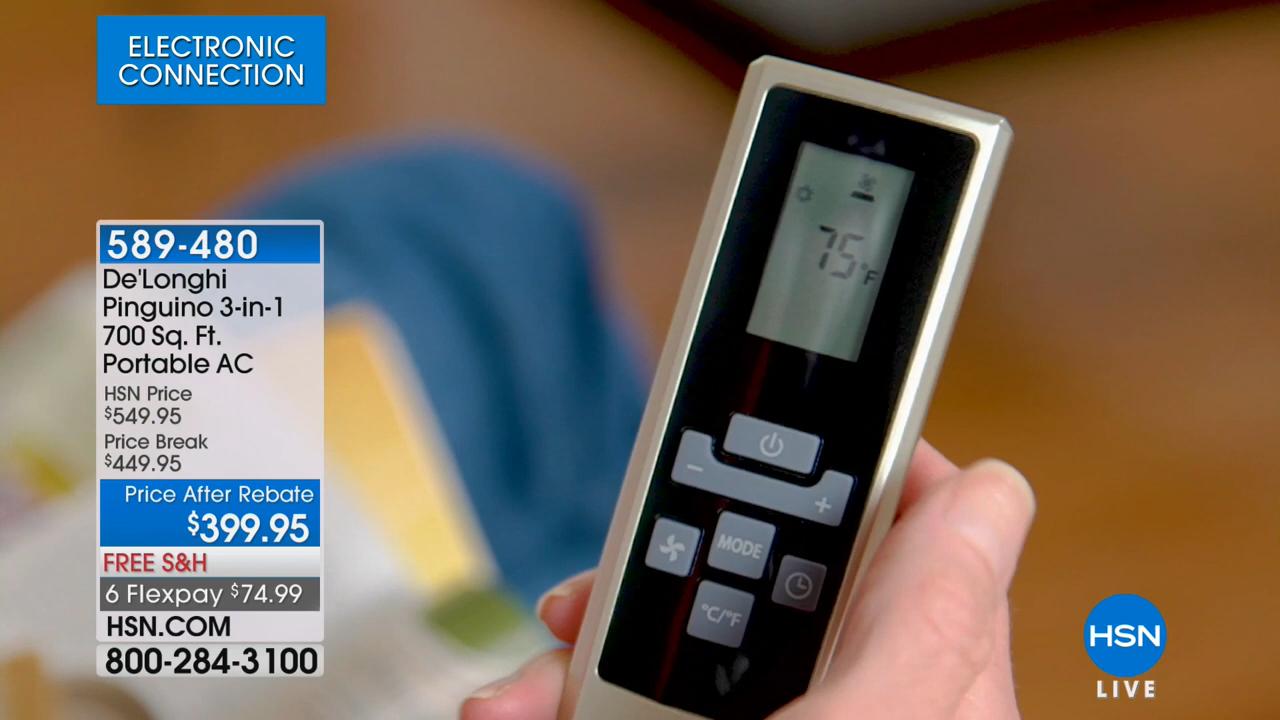 ELECTRONIC
CONNECTION
589-480
De'Longhi
Pinguino 3-in-1
700 Sq. Ft.
Portable AC
HSN Price
$549.95
Price Break
$449.95
Price After Rebate
$399.95
FREE S&H
6 Flexpay $74.99
HSN.COM
800-284-3100
75°F
−
+
MODE
°C/°F
HSN
LIVE